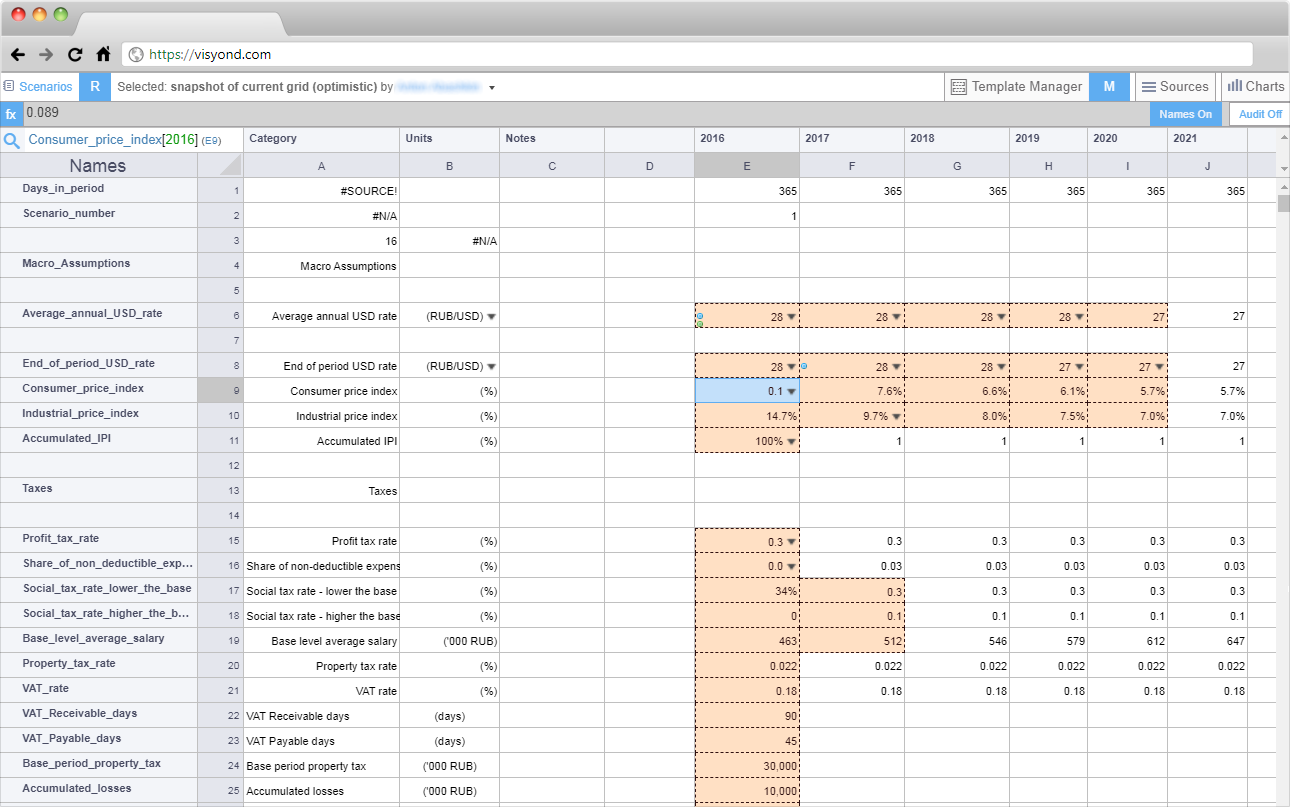 https://visyond.com
Scenarios R Selected: snapshot of current grid (optimistic) by Template Manager M Sources Charts
fx 0.089 Names On Audit Off
Consumer_price_index[2016] (E9) Category Units Notes 2016 2017 2018 2019 2020 2021
Names A B C D E F G H I J
Days_in_period 1 #SOURCE! 365 365 365 365 365 365
Scenario_number 2 #N/A 1
3 16 #N/A
Macro_Assumptions 4 Macro Assumptions
5
Average_annual_USD_rate 6 Average annual USD rate (RUB/USD) 28 28 28 28 27 27
7
End_of_period_USD_rate 8 End of period USD rate (RUB/USD) 28 28 28 27 27 27
Consumer_price_index 9 Consumer price index (%) 0.1 7.6% 6.6% 6.1% 5.7% 5.7%
Industrial_price_index 10 Industrial price index (%) 14.7% 9.7% 8.0% 7.5% 7.0% 7.0%
Accumulated_IPI 11 Accumulated IPI (%) 100% 1 1 1 1 1
12
Taxes 13 Taxes
14
Profit_tax_rate 15 Profit tax rate (%) 0.3 0.3 0.3 0.3 0.3 0.3
Share_of_non_deductible_exp... 16 Share of non-deductible expens (%) 0.0 0.03 0.03 0.03 0.03 0.03
Social_tax_rate_lower_the_base 17 Social tax rate - lower the base (%) 34% 0.3 0.3 0.3 0.3 0.3
Social_tax_rate_higher_the_b... 18 Social tax rate - higher the base (%) 0 0.1 0.1 0.1 0.1 0.1
Base_level_average_salary 19 Base level average salary ('000 RUB) 463 512 546 579 612 647
Property_tax_rate 20 Property tax rate (%) 0.022 0.022 0.022 0.022 0.022 0.022
VAT_rate 21 VAT rate (%) 0.18 0.18 0.18 0.18 0.18 0.18
VAT_Receivable_days 22 VAT Receivable days (days) 90
VAT_Payable_days 23 VAT Payable days (days) 45
Base_period_property_tax 24 Base period property tax ('000 RUB) 30,000
Accumulated_losses 25 Accumulated losses ('000 RUB) 10,000